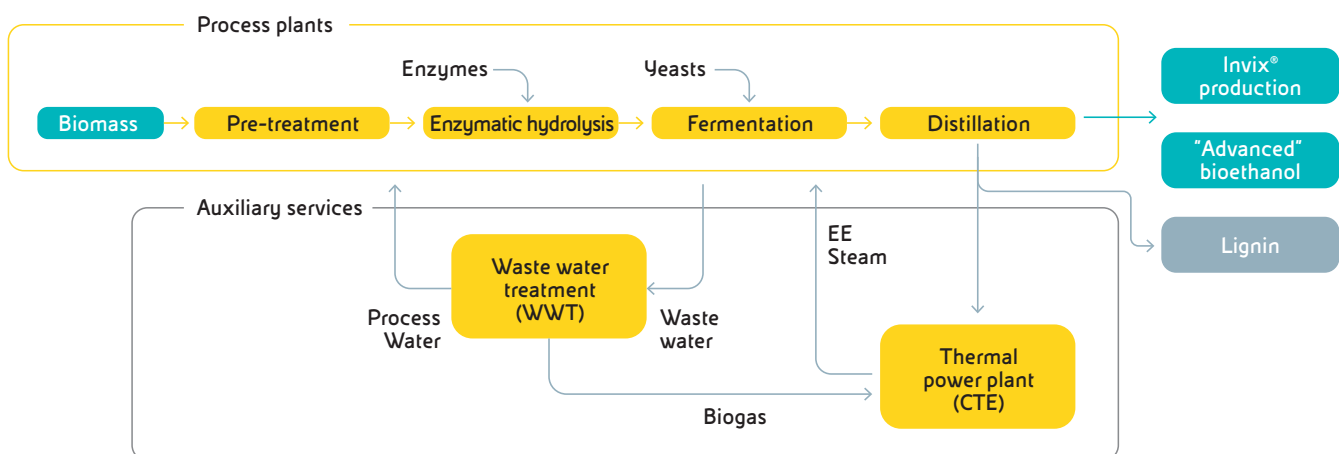 Process plants
Enzymes
Yeasts
Biomass
Pre-treatment
Enzymatic hydrolysis
Fermentation
Distillation
Invix®
production
"Advanced"
bioethanol
Lignin
Auxiliary services
Waste water
treatment
(WWT)
Process
Water
Waste
water
EE
Steam
Biogas
Thermal
power plant
(CTE)